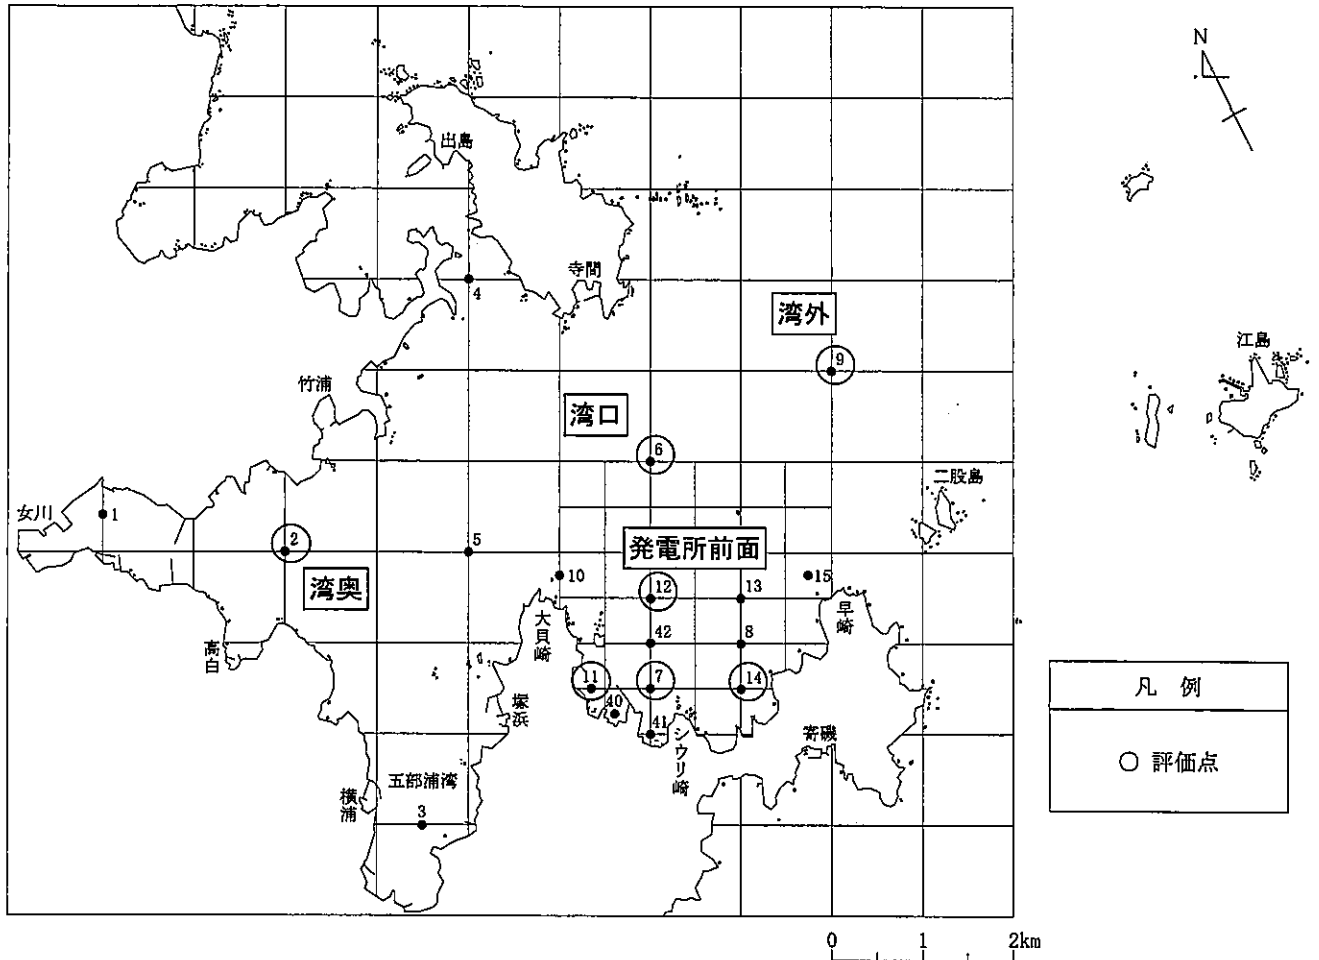 N
出島
寺間
4
湾外
9
江島
竹浦
湾口
6
二股島
女川
1
2
5
発電所前面
湾奥
10
12
13
15
大貝崎
早崎
高白
42
8
11
7
14
40
塚浜
41
シウリ崎
寄磯
五部浦湾
横浦
3
凡 例
○ 評価点
0 1 2km